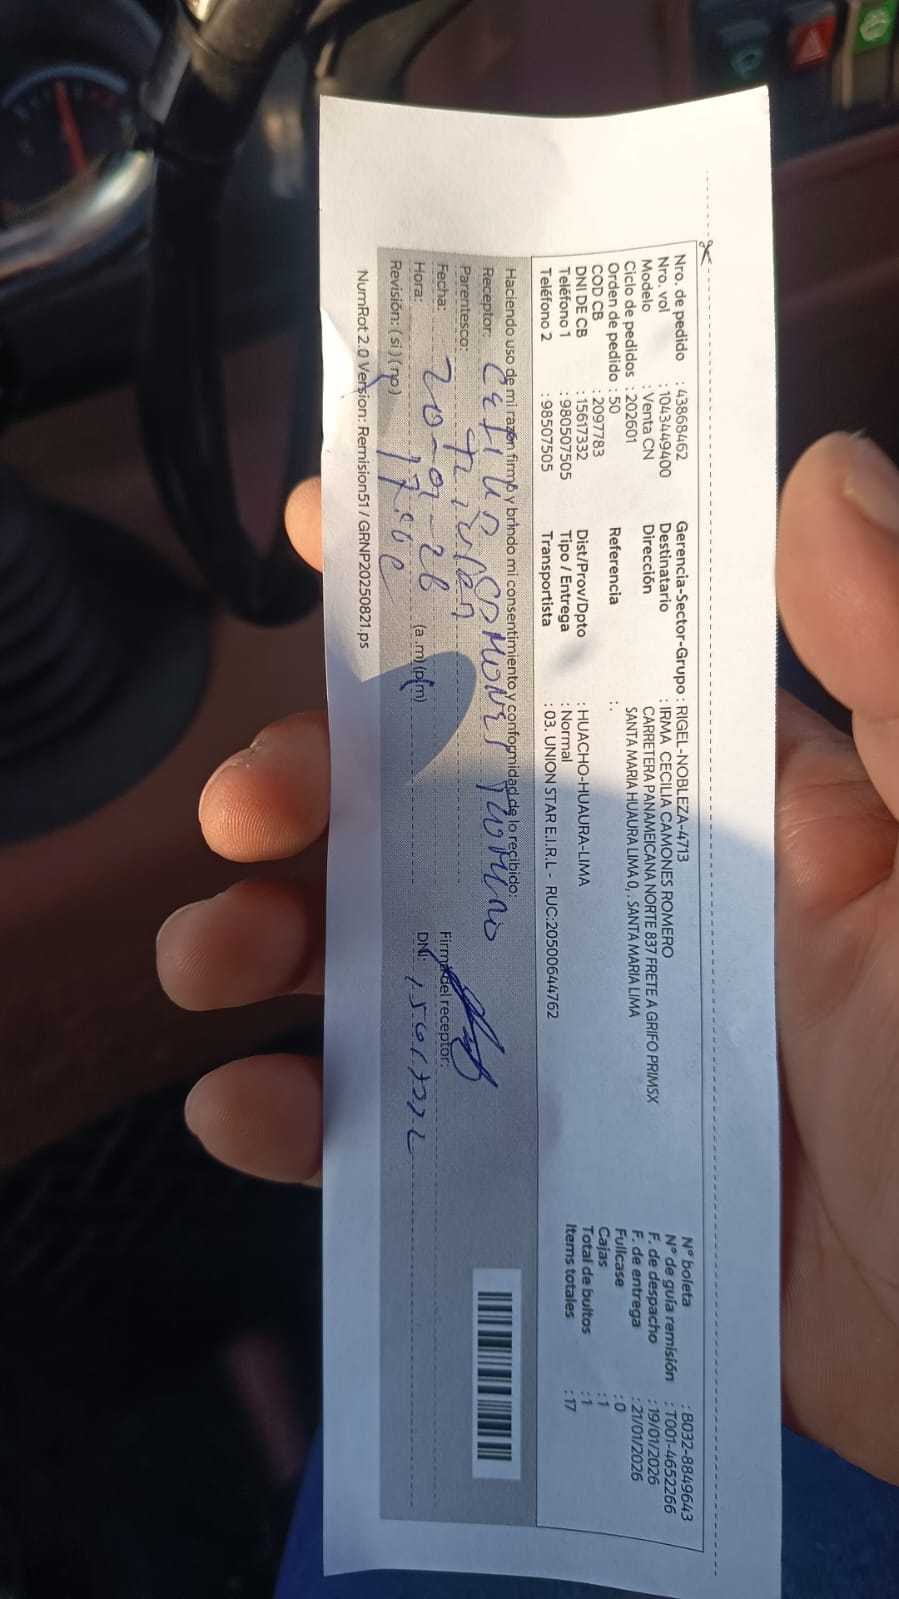 Nro. de pedido : 43868462 Gerencia-Sector-Grupo : RIGEL-NOBLEZA-4713 N° boleta : B032-8849643
Nro. vol : 1043449400 Destinatario : IRMA CECILIA CAMONES ROMERO N° de guía remisión : T001-4652266
Modelo : Venta CN Dirección CARRETERA PANAMEICANA NORTE 837 FRETE A GRIFO PRIMSX F. de despacho : 19/01/2026
Ciclo de pedidos : 202601 SANTA MARIA HUAURA LIMA 0, SANTA MARIA LIMA F. de entrega : 21/01/2026
Orden de pedido : 50 Referencia : : Fullcase : 0
COD CB : 2097783 Cajas : 1
DNI DE CB : 15617332 Dist/Prov/Dpto : HUACHO-HUAURA-LIMA Total de bultos : 1
Teléfono 1 : 980507505 Tipo / Entrega : Normal Items totales : 17
Teléfono 2 : 98507505 Transportista : 03. UNION STAR E.I.R.L - RUC:20500644762
Haciendo uso de mi razón firmo y brindo mi consentimiento y conformidad de lo recibido:
Receptor:
Parentesco:
Fecha: 20-01-26 Firma del receptor:
Hora: (a .m) (p.m) DNI:
Revisión: (si) (no)
NumRot 2.0 Version: Remision51 / GRNP20250821.ps